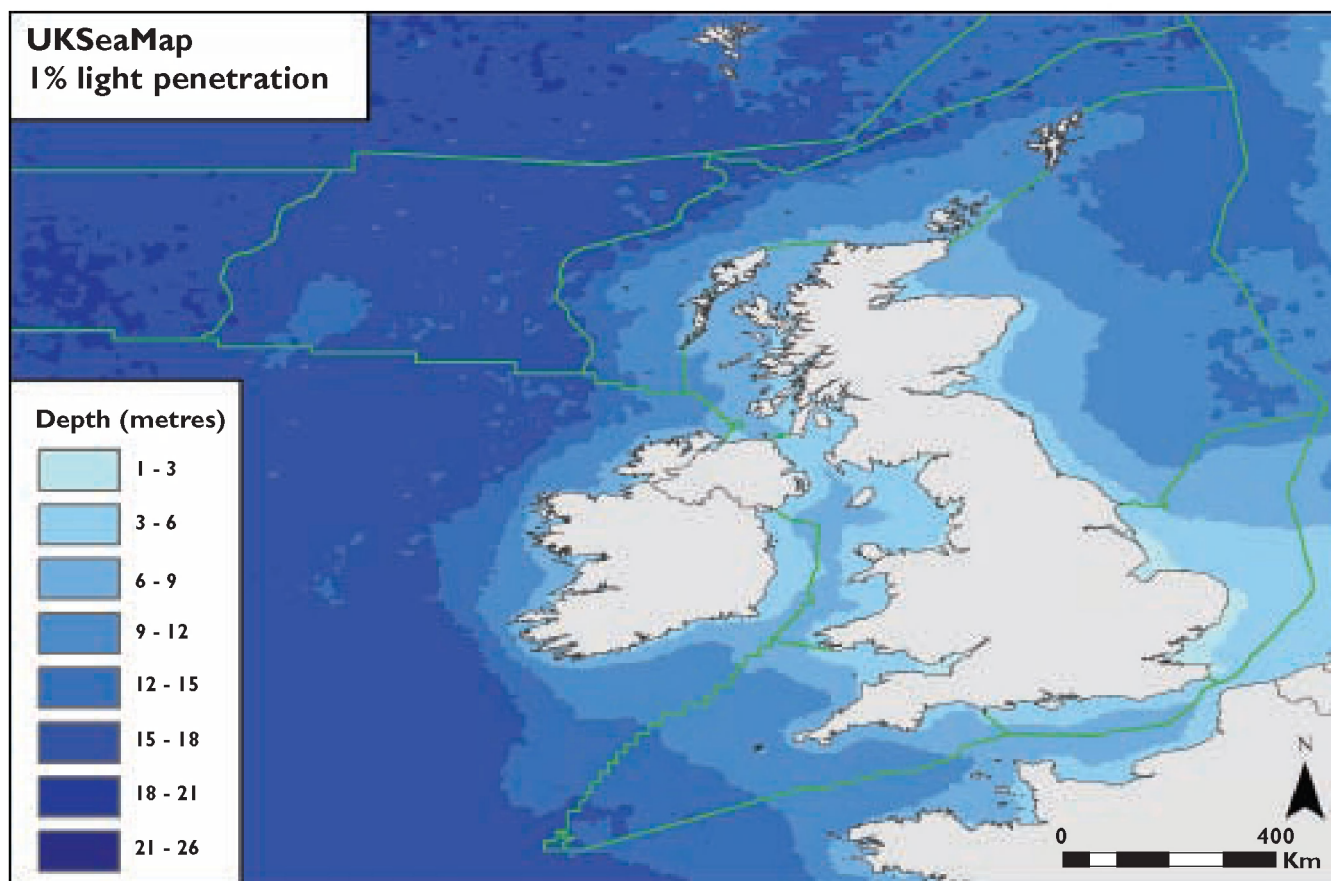 UKSeaMap
1% light penetration
Depth (metres)
1 - 3
3 - 6
6 - 9
9 - 12
12 - 15
15 - 18
18 - 21
21 - 26
N
0 400
Km